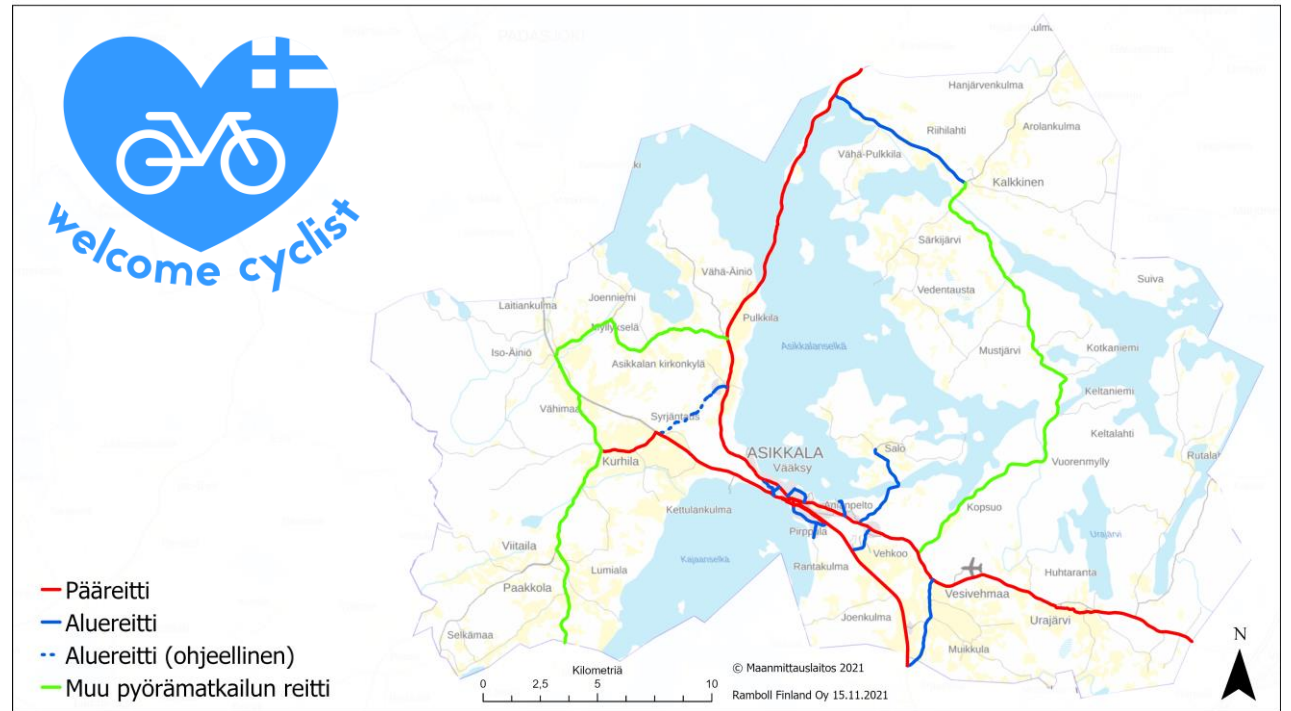 welcome cyclist
PADASJOKI
Hanjärvenkulma
Riihilahti
Arolankulma
Vähä-Pulkkila
Kalkkinen
Särkijärvi
Vähä-Äiniö
Suiva
Vedentausta
Joenniemi
Laitiankulma
Pulkkila
Myllykselä
Asikkalanselkä
Iso-Äiniö
Mustjärvi
Kotkaniemi
Asikkalan kirkonkylä
Keltaniemi
Vähimaa
Syrjäntaus
Keltalahti
ASIKKALA
Salo
Vääksy
Kurhila
Vuorenmylly
Kettulankulma
Anianpelto
Kopsuo
Pirppula
Urajärvi
Viitaila
Kajaanselkä
Vehkoo
Lumiala
Rantakulma
Huhtaranta
Paakkola
Vesivehmaa
Joenkulma
Urajärvi
Selkämaa
Muikkula
Pääreitti
Aluereitti
Aluereitti (ohjeellinen)
Muu pyörämatkailun reitti
Kilometriä
0 2,5 5 10
© Maanmittauslaitos 2021
Ramboll Finland Oy 15.11.2021
N